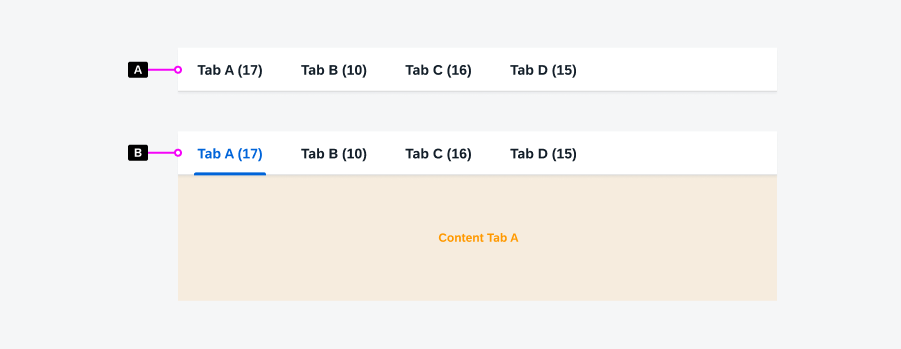 A
Tab A (17) Tab B (10) Tab C (16) Tab D (15)
B
Tab A (17) Tab B (10) Tab C (16) Tab D (15)
Content Tab A